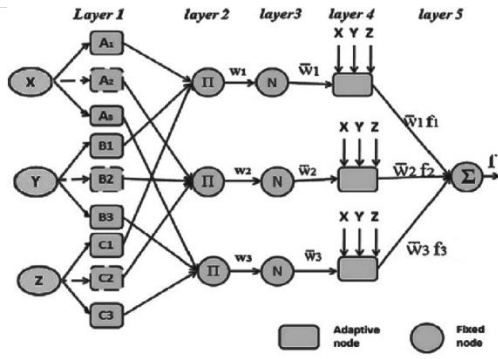 Layer 1 layer 2 layer3 layer 4 layer 5
X Y Z
A1
X A2 Π w1 N w̅1 w̅1 f1
A3
B1 X Y Z
Y B2 Π w2 N w̅2 w̅2 f2 Σ f
B3
C1 X Y Z
Z C2 Π w3 N w̅3 w̅3 f3
C3
Adaptive node
Fixed node